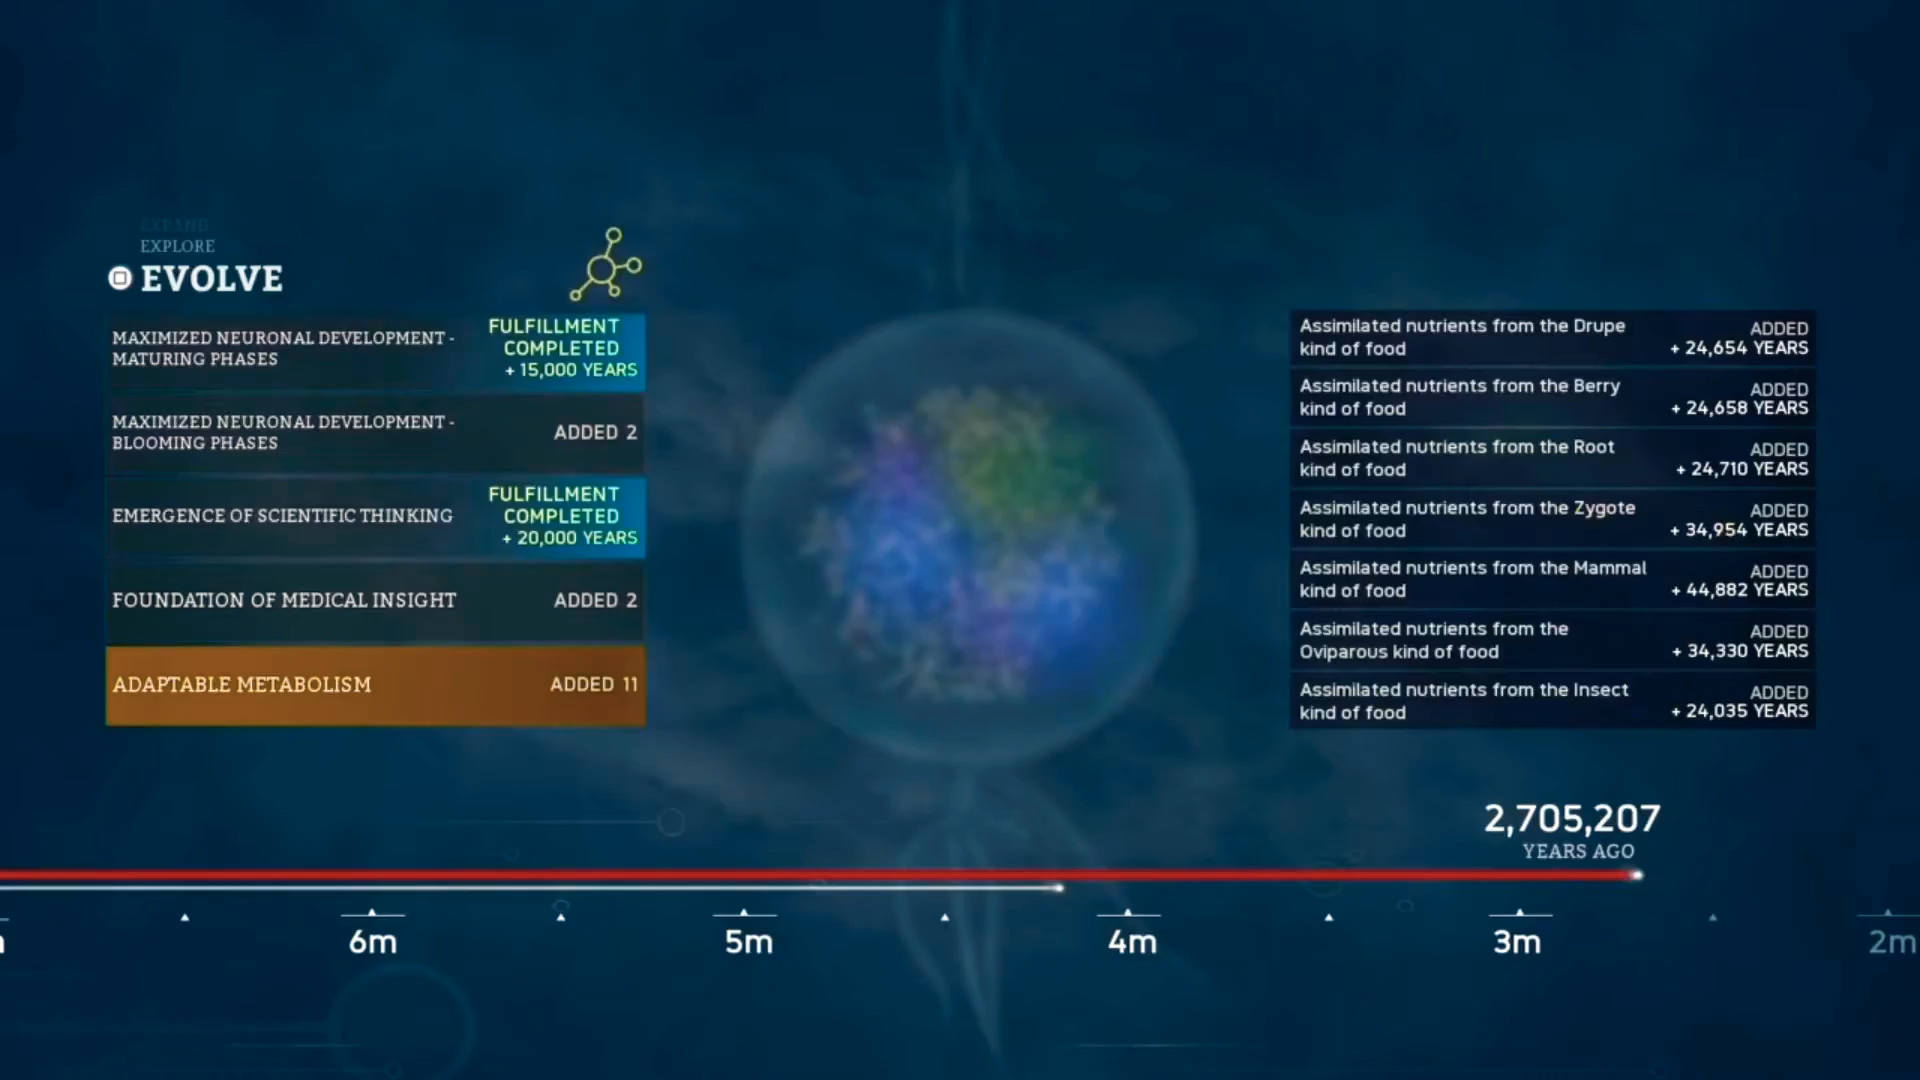 EXPAND
EXPLORE
EVOLVE
MAXIMIZED NEURONAL DEVELOPMENT -
MATURING PHASES
FULFILLMENT
COMPLETED
+ 15,000 YEARS
MAXIMIZED NEURONAL DEVELOPMENT -
BLOOMING PHASES
ADDED 2
EMERGENCE OF SCIENTIFIC THINKING
FULFILLMENT
COMPLETED
+ 20,000 YEARS
FOUNDATION OF MEDICAL INSIGHT
ADDED 2
ADAPTABLE METABOLISM
ADDED 11
Assimilated nutrients from the Drupe
kind of food
ADDED
+ 24,654 YEARS
Assimilated nutrients from the Berry
kind of food
ADDED
+ 24,658 YEARS
Assimilated nutrients from the Root
kind of food
ADDED
+ 24,710 YEARS
Assimilated nutrients from the Zygote
kind of food
ADDED
+ 34,954 YEARS
Assimilated nutrients from the Mammal
kind of food
ADDED
+ 44,882 YEARS
Assimilated nutrients from the
Oviparous kind of food
ADDED
+ 34,330 YEARS
Assimilated nutrients from the Insect
kind of food
ADDED
+ 24,035 YEARS
2,705,207
YEARS AGO
6m
5m
4m
3m
2m